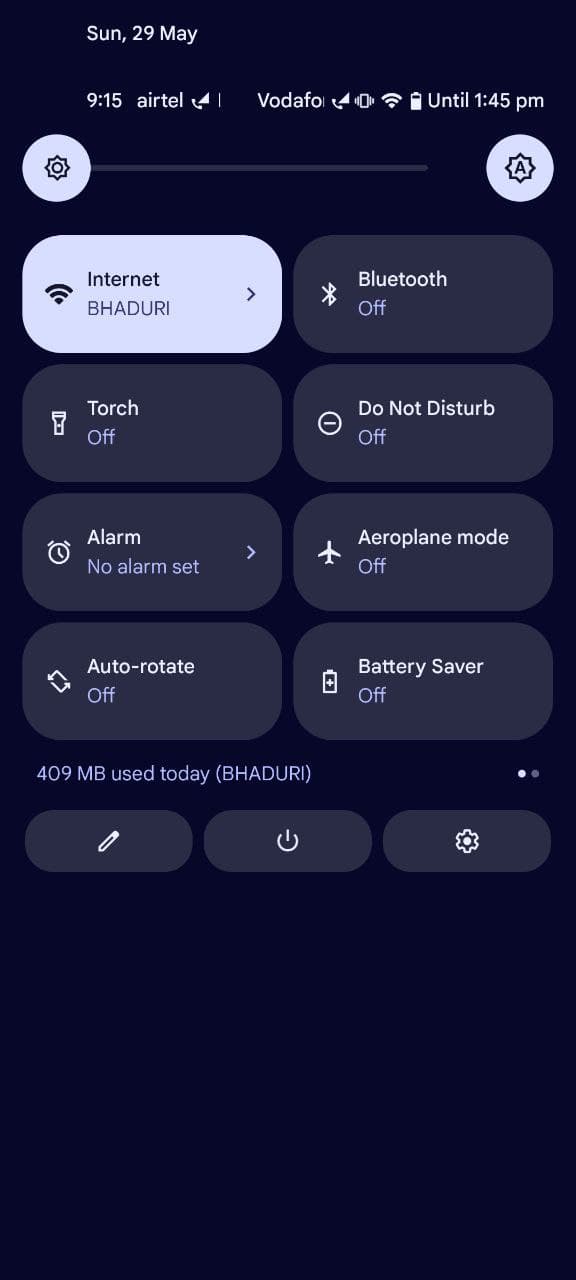 Sun, 29 May
9:15 airtel Vodafo Until 1:45 pm
A
Internet
BHADURI
Bluetooth
Off
Torch
Off
Do Not Disturb
Off
Alarm
No alarm set
Aeroplane mode
Off
Auto-rotate
Off
Battery Saver
Off
409 MB used today (BHADURI)